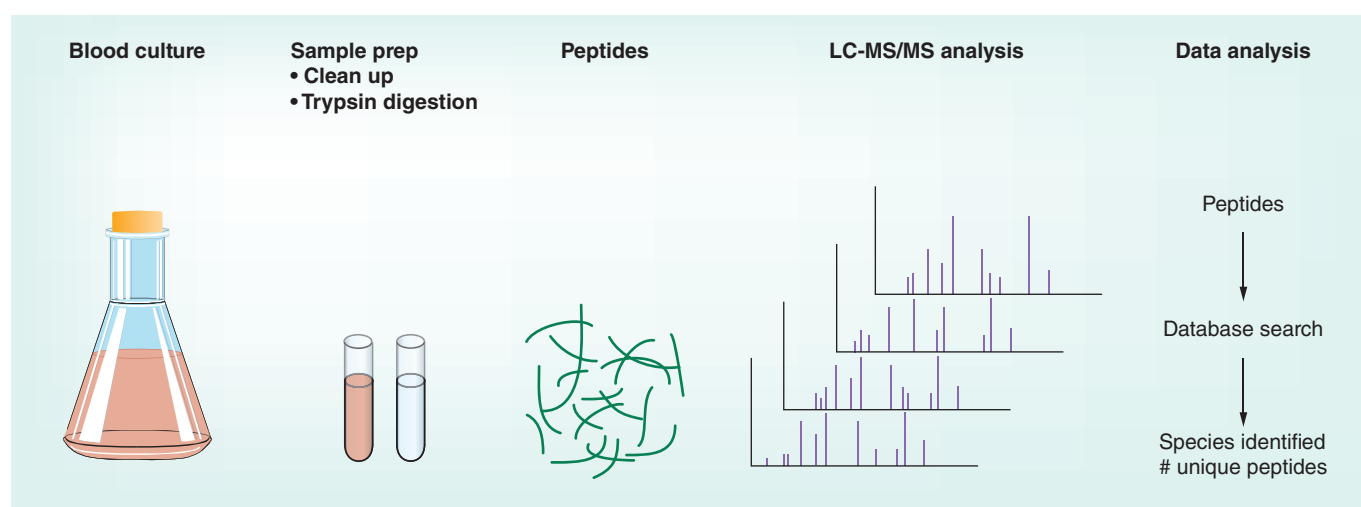 Blood culture
Sample prep
• Clean up
• Trypsin digestion
Peptides
LC-MS/MS analysis
Data analysis
Peptides
Database search
Species identified
# unique peptides